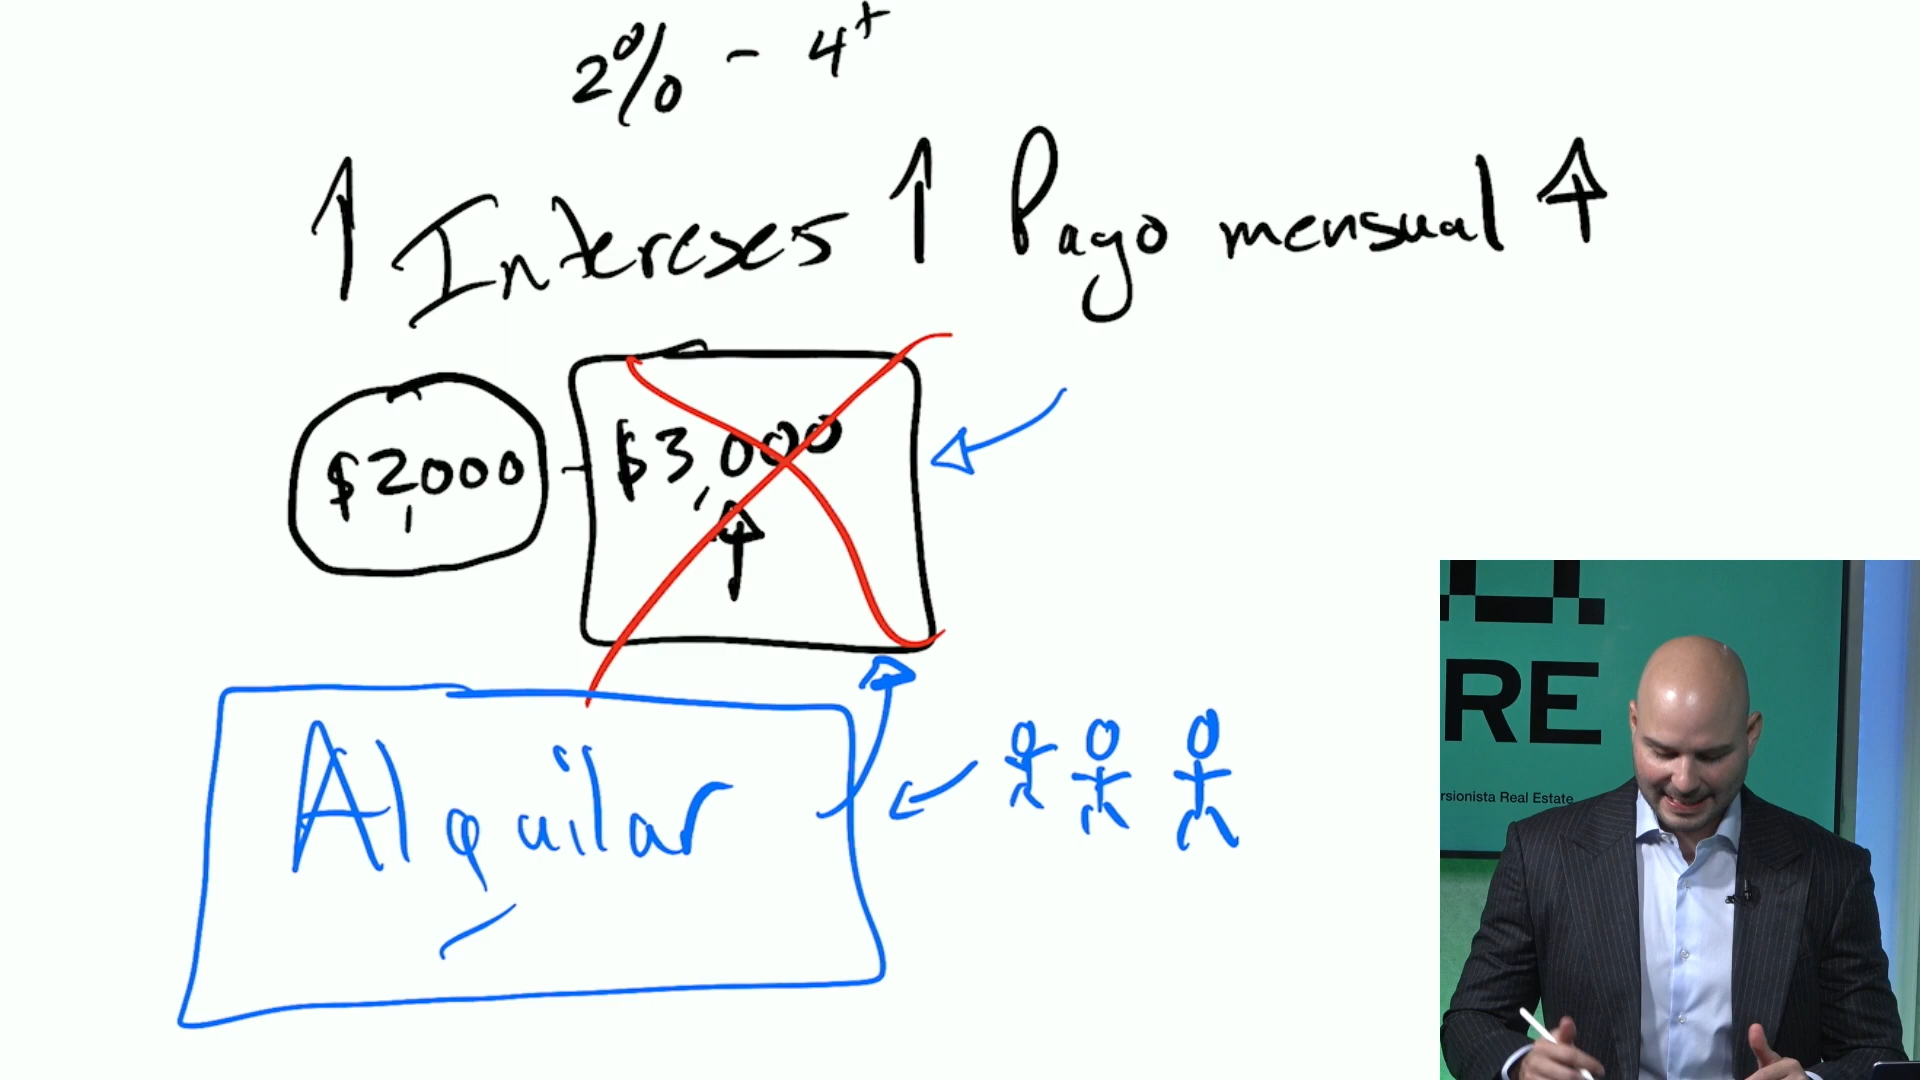 2% - 4+
↑ Intereses ↑ Pago mensual ↑
$2,000 - $3,000
Alquilar
RE
rsionista Real Estate